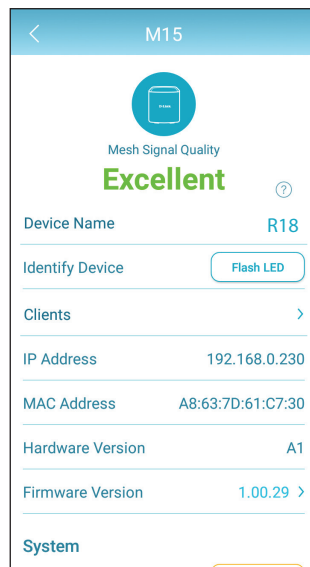 M15
Mesh Signal Quality
Excellent
?
Device Name R18
Identify Device Flash LED
Clients
IP Address 192.168.0.230
MAC Address A8:63:7D:61:C7:30
Hardware Version A1
Firmware Version 1.00.29
System